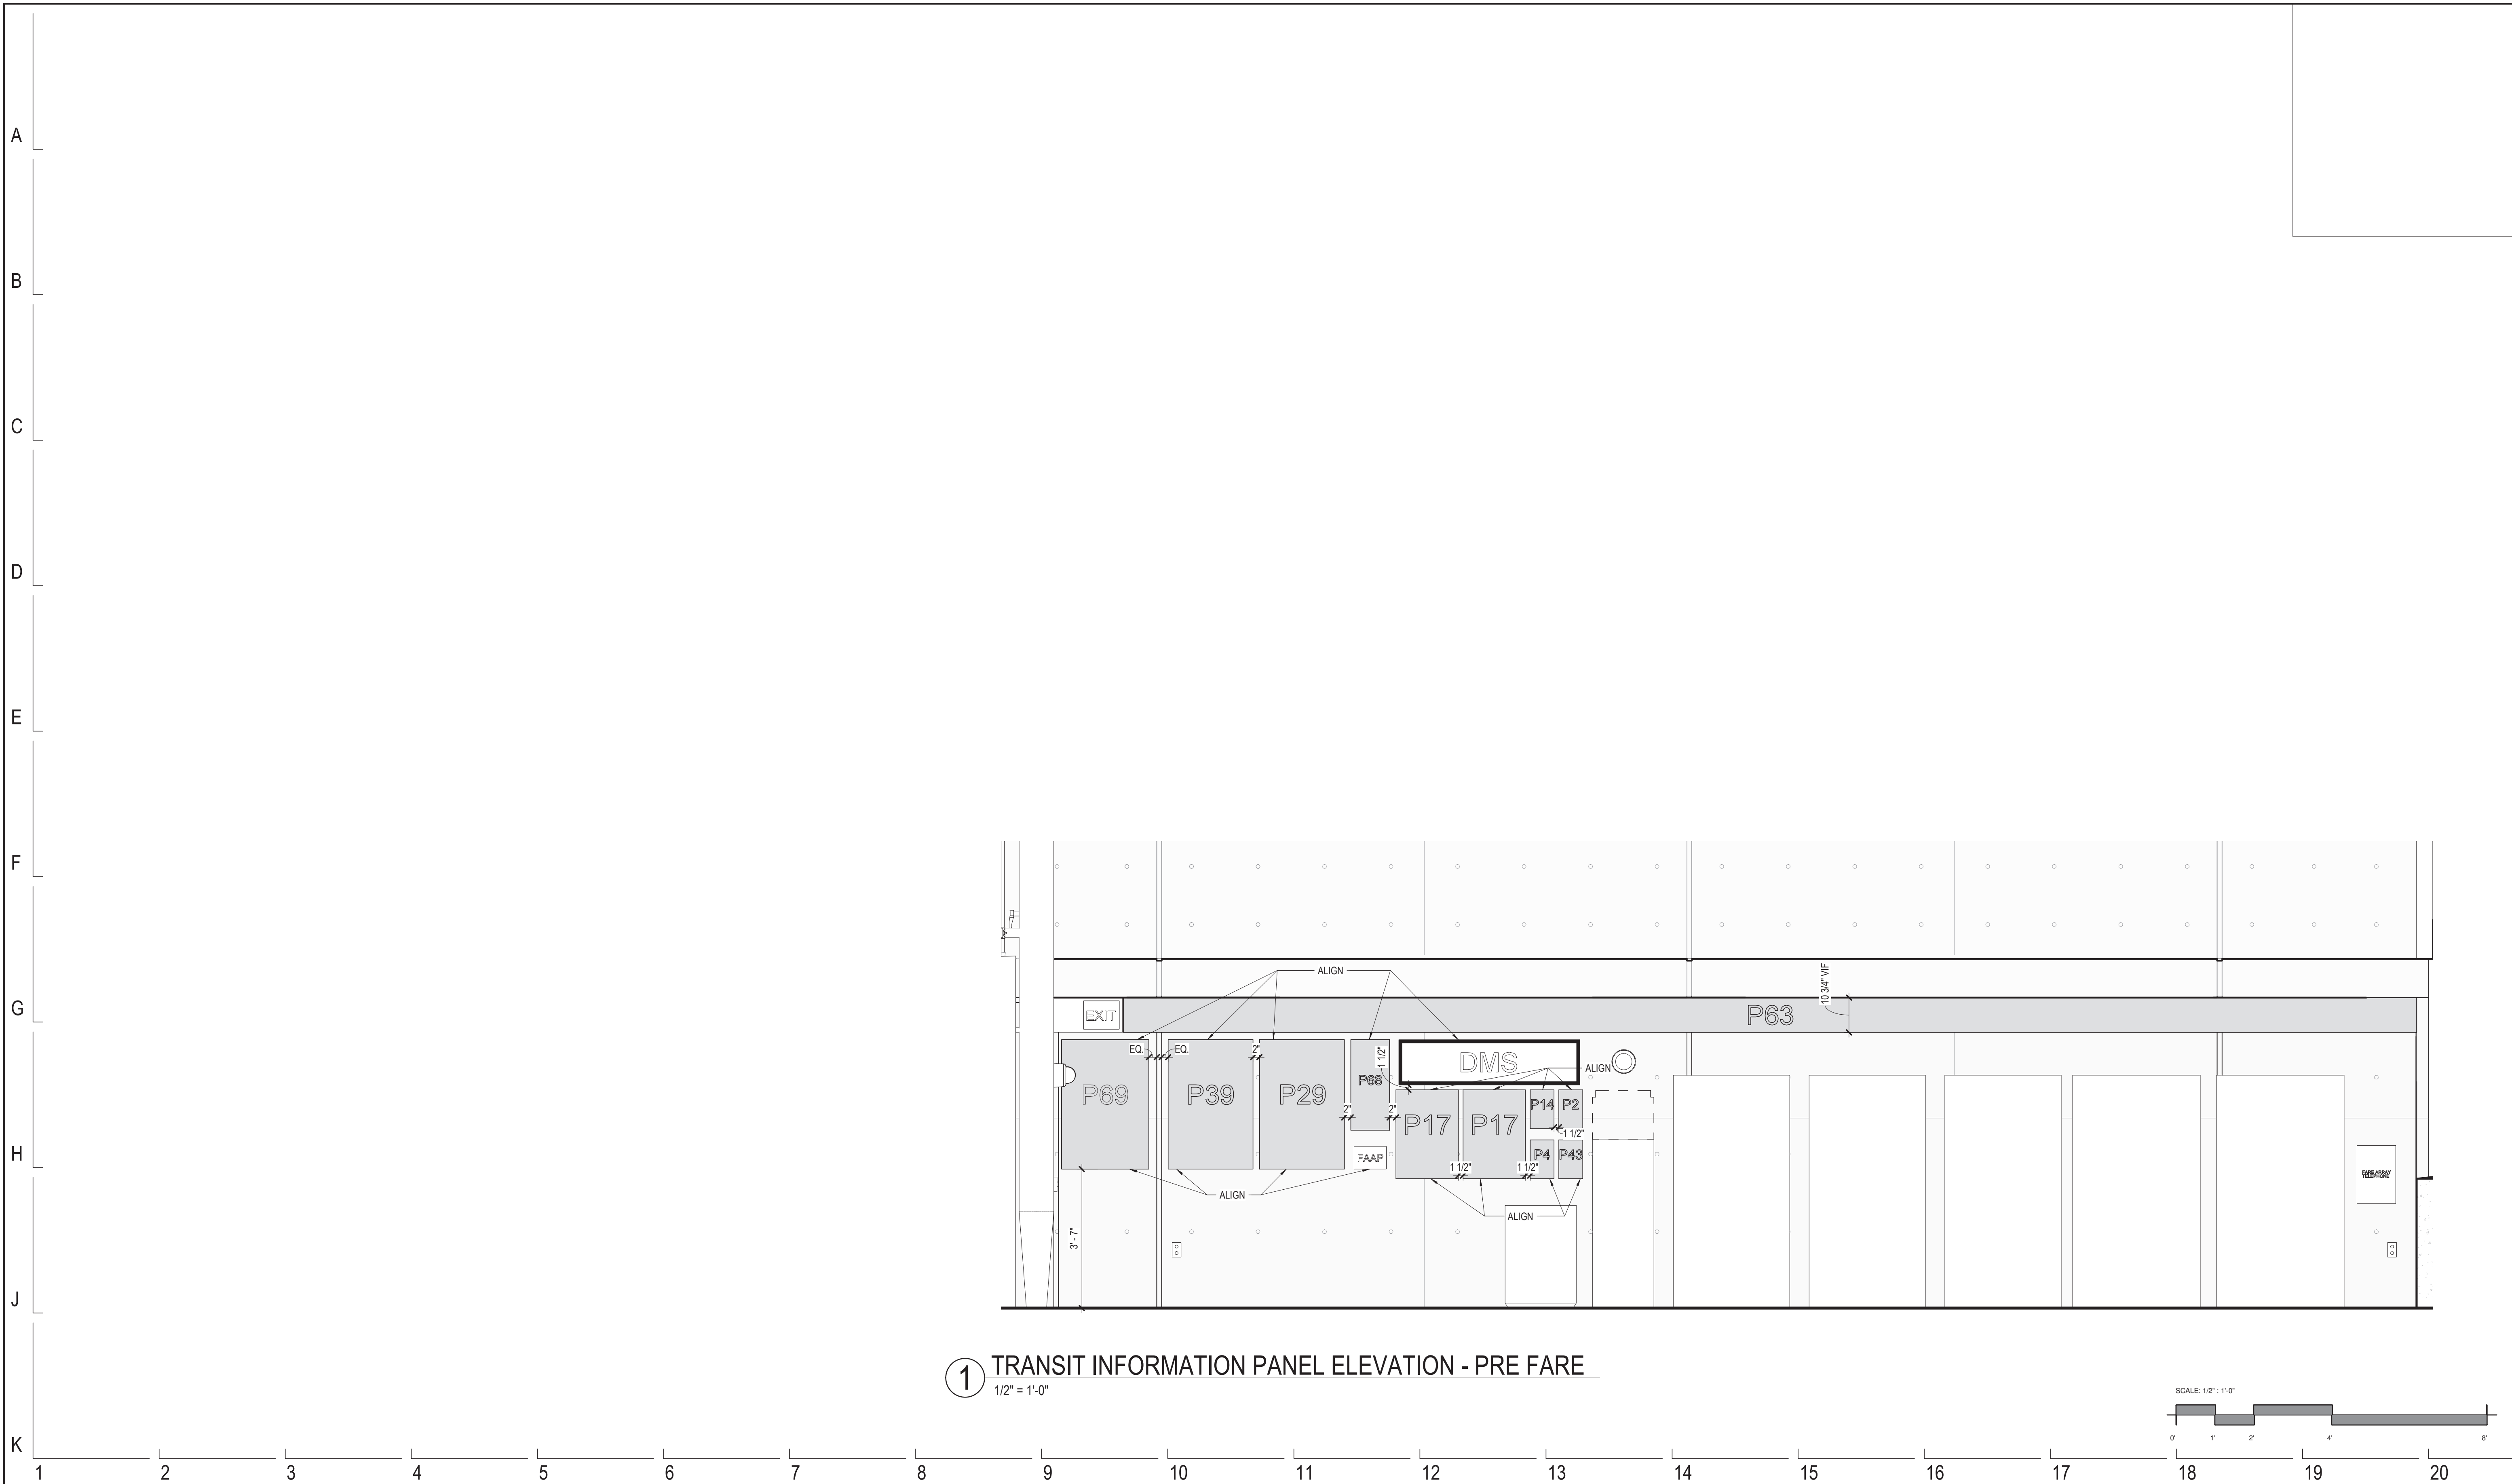 A
B
C
D
E
F
G
H
J
K
ALIGN
10 3/4" VIF
EXIT
P63
EQ.
EQ.
2"
1 1/2"
DMS
ALIGN
P69
P39
P29
P68
2"
2"
P17
P17
P14
P2
1 1/2"
FAAP
1 1/2"
1 1/2"
P4
P43
FARE ARRAY
TELEPHONE
ALIGN
ALIGN
3' - 7"
1
TRANSIT INFORMATION PANEL ELEVATION - PRE FARE
1/2" = 1'-0"
SCALE: 1/2" : 1'-0"
0' 1' 2' 4' 8'
1 2 3 4 5 6 7 8 9 10 11 12 13 14 15 16 17 18 19 20